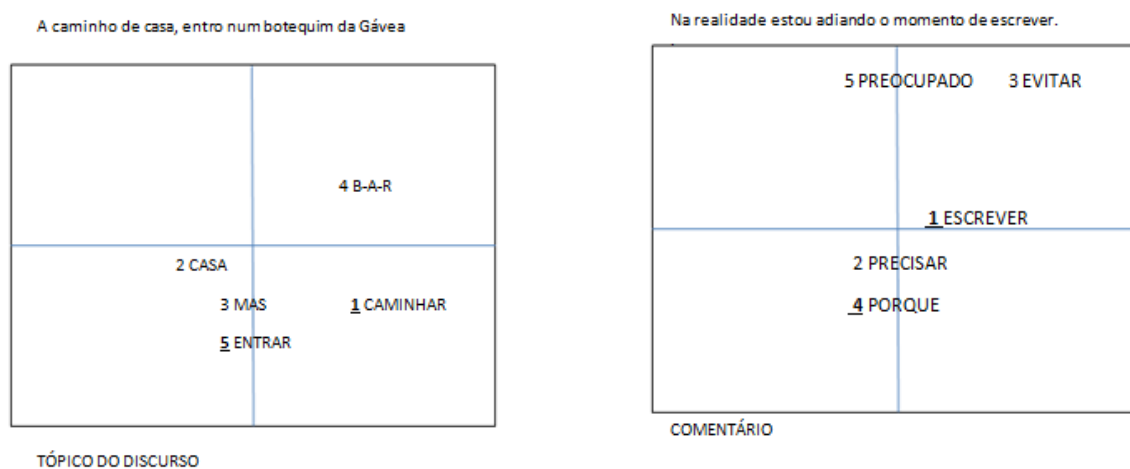 A caminho de casa, entro num botequim da Gávea
4 B-A-R
2 CASA
3 MAS
1 CAMINHAR
5 ENTRAR
TÓPICO DO DISCURSO
Na realidade estou adiando o momento de escrever.
.
5 PREOCUPADO
3 EVITAR
1 ESCREVER
2 PRECISAR
4 PORQUE
COMENTÁRIO